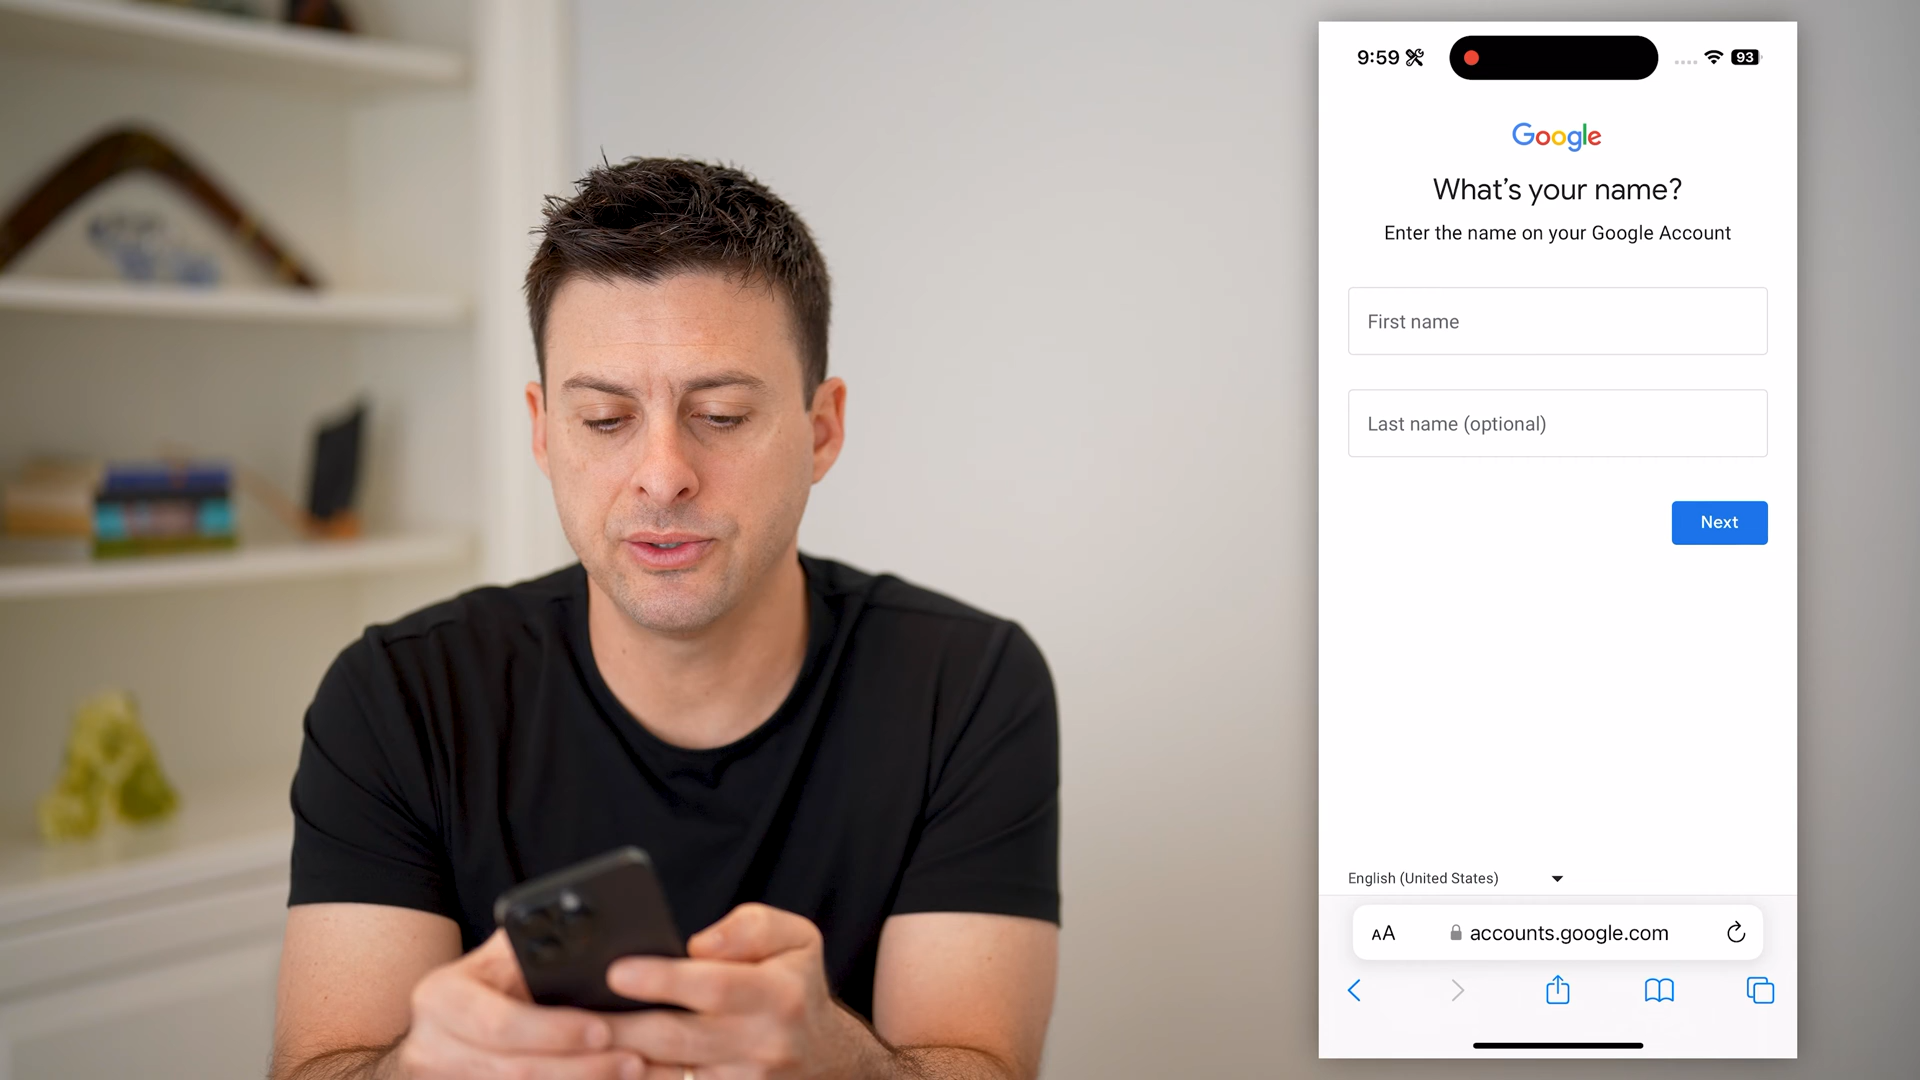 9:59
93
Google
What's your name?
Enter the name on your Google Account
First name
Last name (optional)
Next
English (United States)
AA
accounts.google.com